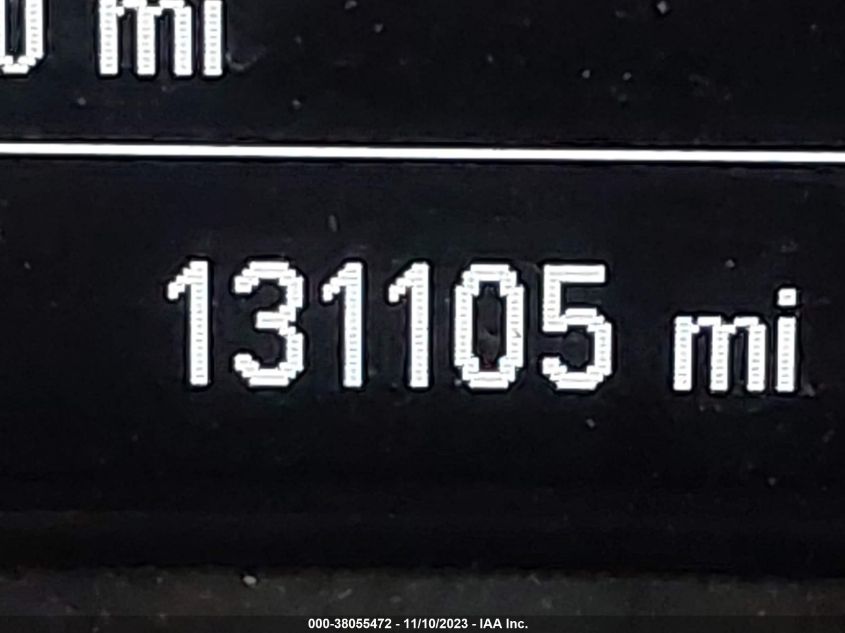 mi
131105 mi
000-38055472 - 11/10/2023 - IAA Inc.